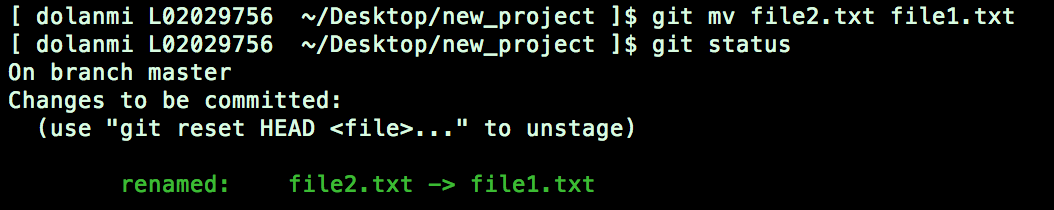 [ dolanmi L02029756  ~/Desktop/new_project ]$ git mv file2.txt file1.txt
[ dolanmi L02029756  ~/Desktop/new_project ]$ git status
On branch master
Changes to be committed:
  (use "git reset HEAD <file>..." to unstage)
        renamed:    file2.txt -> file1.txt